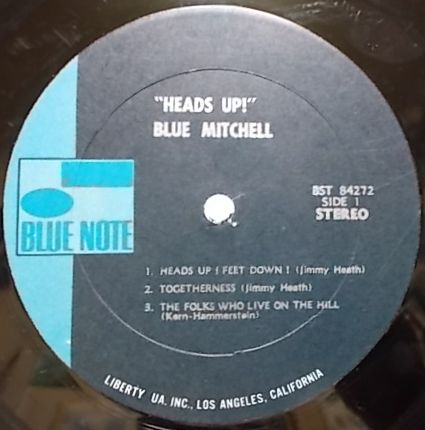 "HEADS UP!"
BLUE MITCHELL
BST 84272
SIDE 1
STEREO
BLUE NOTE
1. HEADS UP ! FEET DOWN ! (Jimmy Heath)
2. TOGETHERNESS (Jimmy Heath)
3. THE FOLKS WHO LIVE ON THE HILL
(Kern-Hammerstein)
LIBERTY UA, INC., LOS ANGELES, CALIFORNIA